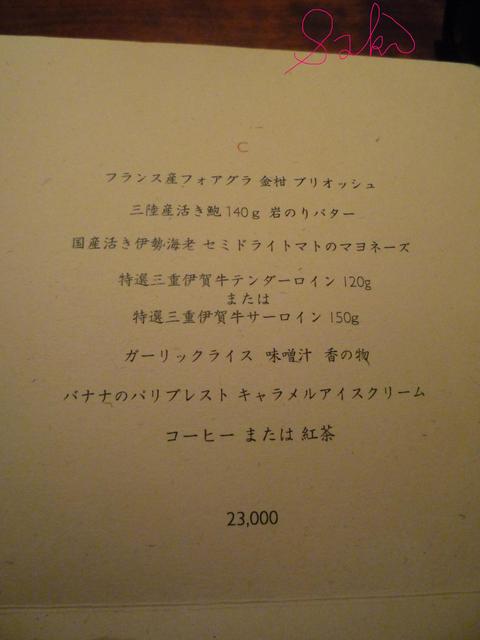 Saki
C
フランス産フォアグラ 金柑 ブリオッシュ
三陸産活き鮑140g 岩のりバター
国産活き伊勢海老 セミドライトマトのマヨネーズ
特選三重伊賀牛テンダーロイン 120g
または
特選三重伊賀牛サーロイン 150g
ガーリックライス 味噌汁 香の物
バナナのパリブレスト キャラメルアイスクリーム
コーヒー または 紅茶
23,000